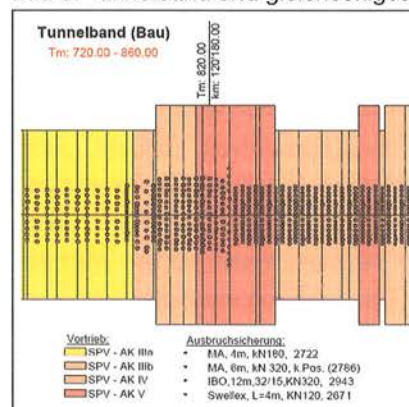 Tunnelband (Bau)
Tm: 720.00 - 860.00
Tm: 820.00
km: 120'180.00
Vortrieb:
SPV - AK IIIn
SPV - AK IIIb
SPV - AK IV
SPV - AK V
Ausbruchsicherung:
MA, 4m, kN160, 2722
MA, 6m, kN 320, k.Pos. (2786)
IBO,12m,32/15,KN320, 2943
Swellex, L=4m, KN120, 2671